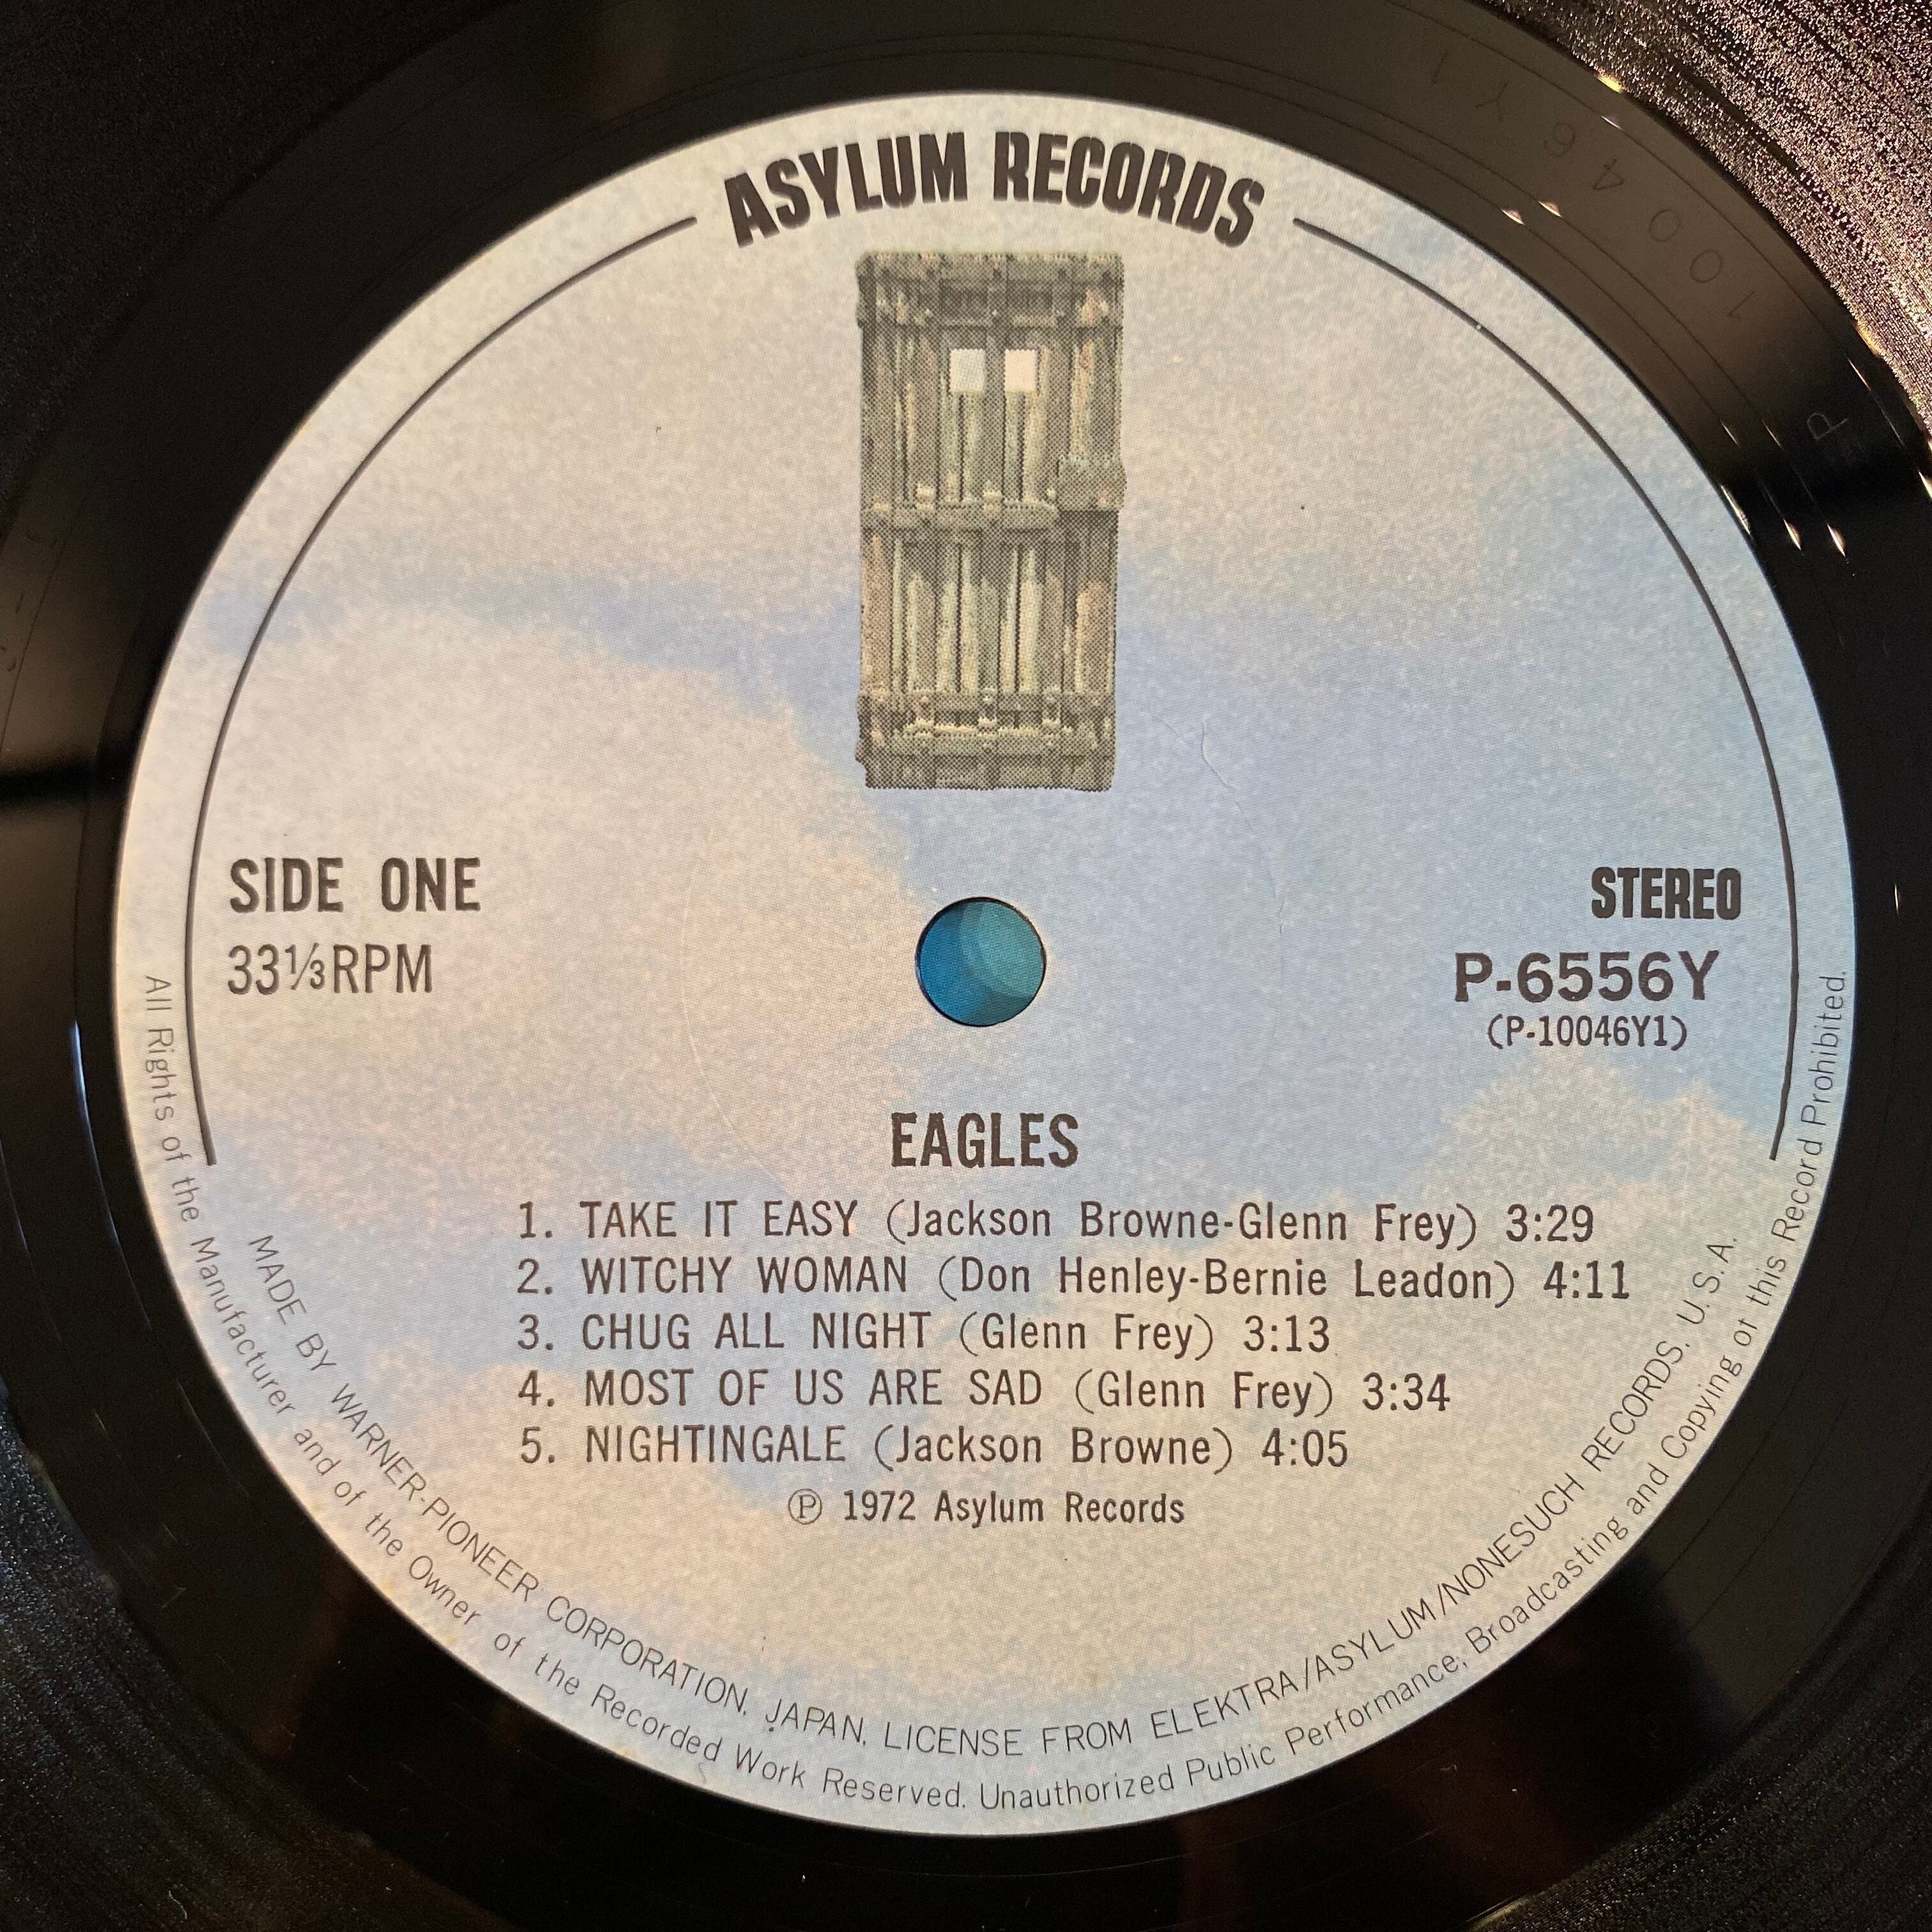 ASYLUM RECORDS
SIDE ONE
33⅓RPM
STEREO
P-6556Y
(P-10046Y1)
EAGLES
1. TAKE IT EASY (Jackson Browne-Glenn Frey) 3:29
2. WITCHY WOMAN (Don Henley-Bernie Leadon) 4:11
3. CHUG ALL NIGHT (Glenn Frey) 3:13
4. MOST OF US ARE SAD (Glenn Frey) 3:34
5. NIGHTINGALE (Jackson Browne) 4:05
Ⓟ 1972 Asylum Records
MADE BY WARNER-PIONEER CORPORATION, JAPAN, LICENSE FROM ELEKTRA/ASYLUM/NONESUCH RECORDS, U.S.A.
All Rights of the Manufacturer and of the Owner of the Recorded Work Reserved. Unauthorized Public Performance, Broadcasting and Copying of this Record Prohibited.
10046Y1